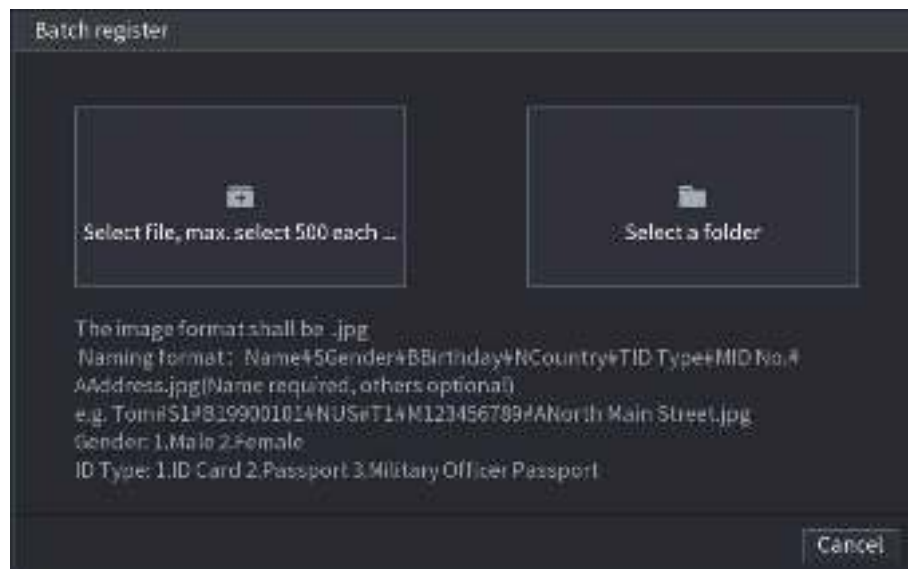 Batch register
Select file, max. select 500 each ...
Select a folder
The image format shall be .jpg
Naming format: Name#SGender#BBirthday#NCountry#TID Type#MID No.#
AAddress.jpg(Name required, others optional)
e.g. Tom#S1#B19900101#NUS#T1#M123456789#ANorth Main Street.jpg
Gender: 1.Male 2.Female
ID Type: 1.ID Card 2.Passport 3.Military Officer Passport
Cancel